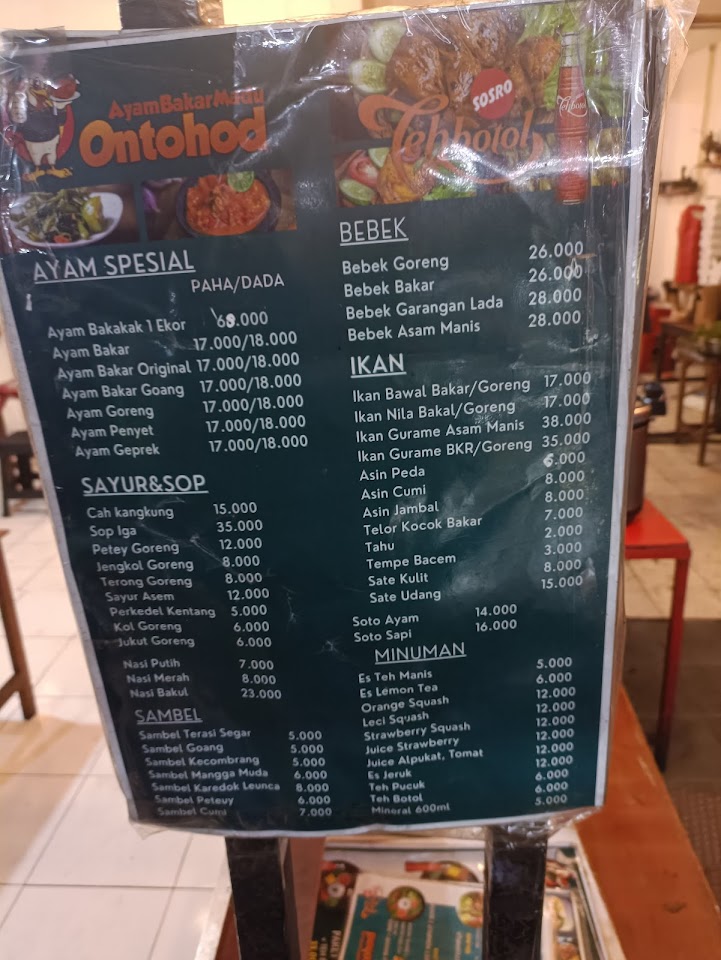 AyamBakarMadu
Ontohod
SOSRO
Tehbotol
Tehbotol
AYAM SPESIAL
PAHA/DADA
Ayam Bakakak 1 Ekor
Ayam Bakar 17.000/18.000
Ayam Bakar Original 17.000/18.000
Ayam Bakar Goang 17.000/18.000
Ayam Goreng 17.000/18.000
Ayam Penyet 17.000/18.000
Ayam Geprek 17.000/18.000
SAYUR&SOP
Cah kangkung 15.000
Sop Iga 35.000
Petey Goreng 12.000
Jengkol Goreng 8.000
Terong Goreng 8.000
Sayur Asem 12.000
Perkedel Kentang 5.000
Kol Goreng 6.000
Jukut Goreng 6.000
Nasi Putih 7.000
Nasi Merah 8.000
Nasi Bakul 23.000
SAMBEL
Sambel Terasi Segar 5.000
Sambel Goang 5.000
Sambel Kecombrang 5.000
Sambel Mangga Muda 6.000
Sambel Karedok Leunca 8.000
Sambel Peteuy 6.000
Sambel Cumi 7.000
BEBEK
Bebek Goreng 26.000
Bebek Bakar 26.000
Bebek Garangan Lada 28.000
Bebek Asam Manis 28.000
IKAN
Ikan Bawal Bakar/Goreng 17.000
Ikan Nila Bakal/Goreng 17.000
Ikan Gurame Asam Manis 38.000
Ikan Gurame BKR/Goreng 35.000
Asin Peda 6.000
Asin Cumi 8.000
Asin Jambal 8.000
Telor Kocok Bakar 7.000
Tahu 2.000
Tempe Bacem 3.000
Sate Kulit 8.000
Sate Udang 15.000
Soto Ayam 14.000
Soto Sapi 16.000
MINUMAN
Es Teh Manis 5.000
Es Lemon Tea 6.000
Orange Squash 12.000
Leci Squash 12.000
Strawberry Squash 12.000
Juice Strawberry 12.000
Juice Alpukat, Tomat 12.000
Es Jeruk 12.000
Teh Pucuk 6.000
Teh Botol 6.000
Mineral 600ml 5.000